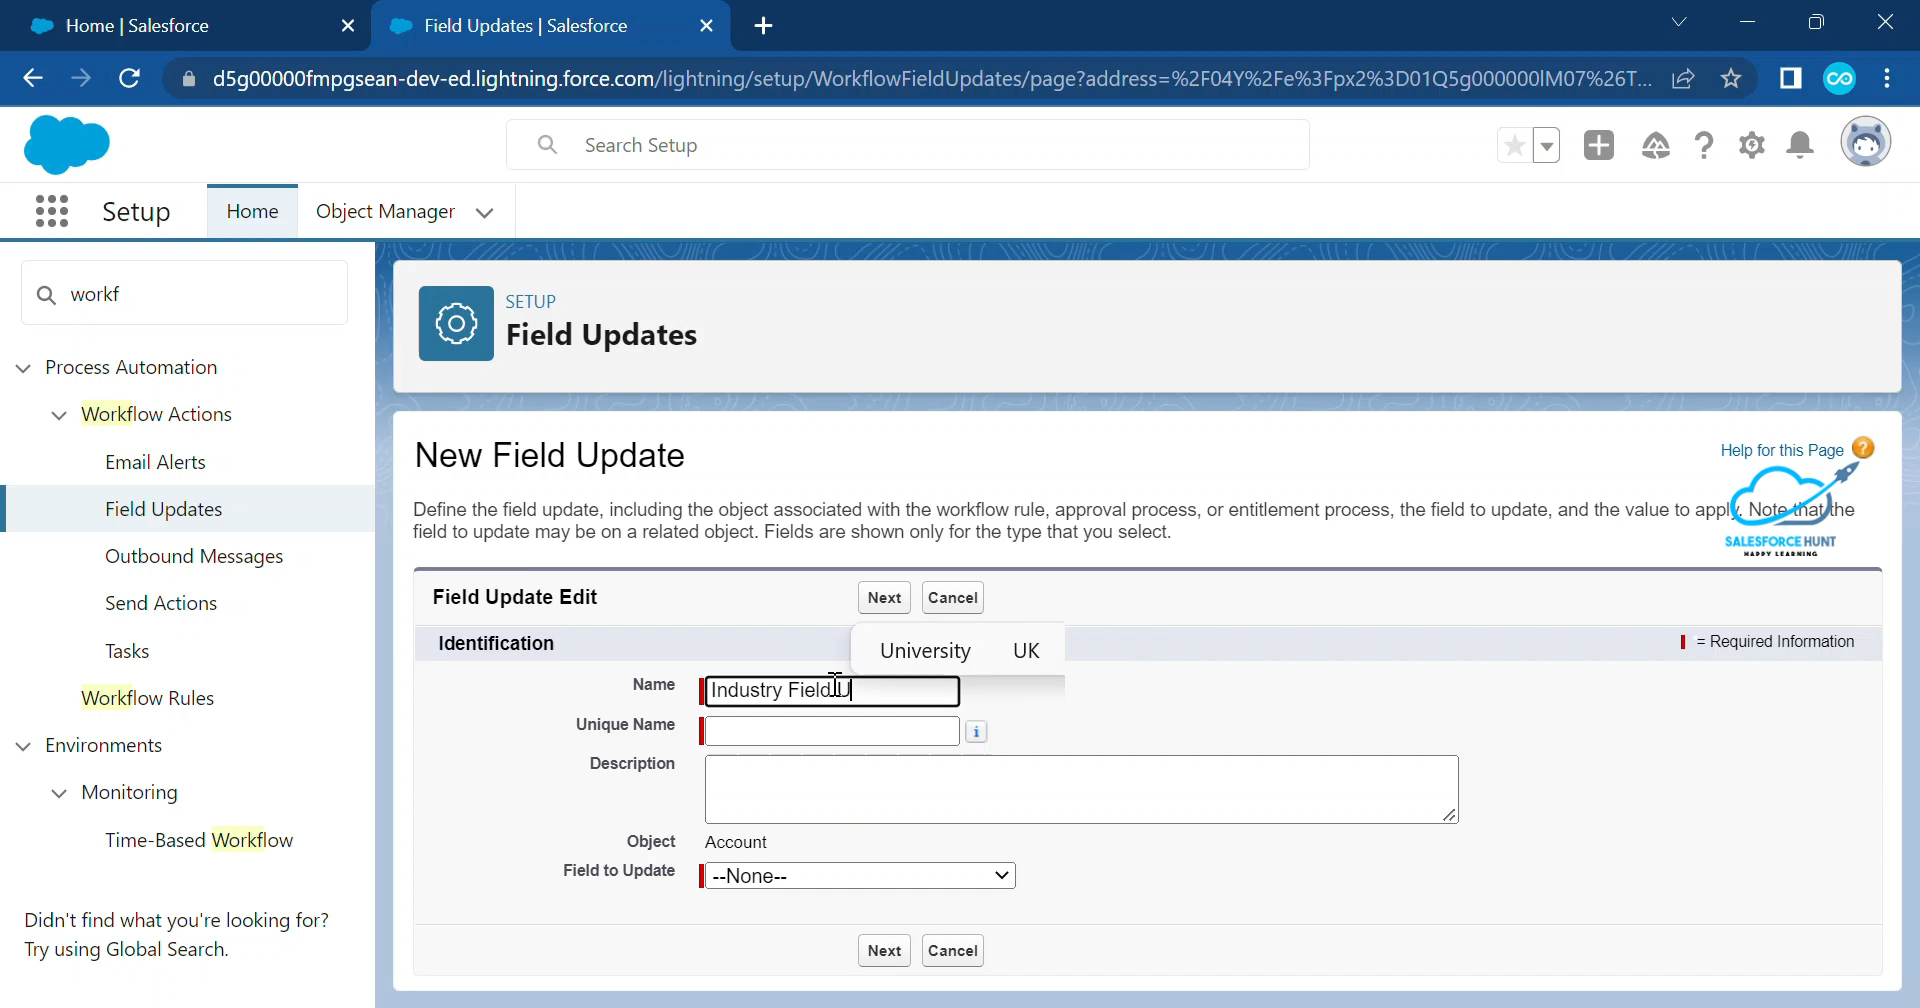 Home | Salesforce
Field Updates | Salesforce
d5g00000fmpgsean-dev-ed.lightning.force.com/lightning/setup/WorkflowFieldUpdates/page?address=%2F04Y%2Fe%3Fpx2%3D01Q5g000000lM07%26T...
Search Setup
Setup
Home
Object Manager
workf
SETUP
Field Updates
Process Automation
Workflow Actions
Email Alerts
Field Updates
Outbound Messages
Send Actions
Tasks
Workflow Rules
Environments
Monitoring
Time-Based Workflow
Didn't find what you're looking for?
Try using Global Search.
New Field Update
Help for this Page
Define the field update, including the object associated with the workflow rule, approval process, or entitlement process, the field to update, and the value to apply. Note that the
field to update may be on a related object. Fields are shown only for the type that you select.
SALESFORCE HUNT
HAPPY LEARNING
Field Update Edit
Next
Cancel
Identification
University UK
= Required Information
Name
Industry Field U
Unique Name
Description
Object
Account
Field to Update
--None--
Next
Cancel